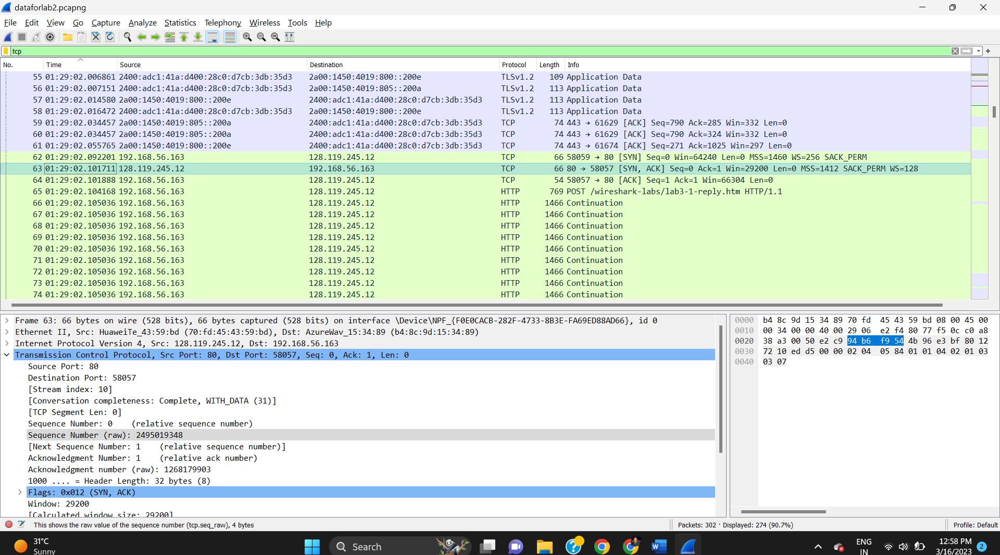 dataforlab2.pcapng
File Edit View Go Capture Analyze Statistics Telephony Wireless Tools Help
tcp
No. Time Source Destination Protocol Length Info
55 01:29:02.006861 2400:adc1:41a:d400:28c0:d7cb:3db:35d3 2a00:1450:4019:800::200e TLSv1.2 109 Application Data
56 01:29:02.007151 2400:adc1:41a:d400:28c0:d7cb:3db:35d3 2a00:1450:4019:805::200a TLSv1.2 113 Application Data
57 01:29:02.014580 2a00:1450:4019:800::200e 2400:adc1:41a:d400:28c0:d7cb:3db:35d3 TLSv1.2 113 Application Data
58 01:29:02.016472 2400:adc1:41a:d400:28c0:d7cb:3db:35d3 2a00:1450:4019:800::200e TLSv1.2 113 Application Data
59 01:29:02.034457 2a00:1450:4019:805::200a 2400:adc1:41a:d400:28c0:d7cb:3db:35d3 TCP 74 443 → 61629 [ACK] Seq=790 Ack=285 Win=332 Len=0
60 01:29:02.034457 2a00:1450:4019:805::200a 2400:adc1:41a:d400:28c0:d7cb:3db:35d3 TCP 74 443 → 61629 [ACK] Seq=790 Ack=324 Win=332 Len=0
61 01:29:02.055765 2a00:1450:4019:800::200e 2400:adc1:41a:d400:28c0:d7cb:3db:35d3 TCP 74 443 → 61674 [ACK] Seq=271 Ack=1025 Win=297 Len=0
62 01:29:02.092201 192.168.56.163 128.119.245.12 TCP 66 58059 → 80 [SYN] Seq=0 Win=64240 Len=0 MSS=1460 WS=256 SACK_PERM
63 01:29:02.101711 128.119.245.12 192.168.56.163 TCP 66 80 → 58057 [SYN, ACK] Seq=0 Ack=1 Win=29200 Len=0 MSS=1412 SACK_PERM WS=128
64 01:29:02.101888 192.168.56.163 128.119.245.12 TCP 54 58057 → 80 [ACK] Seq=1 Ack=1 Win=66304 Len=0
65 01:29:02.104168 192.168.56.163 128.119.245.12 HTTP 769 POST /wireshark-labs/lab3-1-reply.htm HTTP/1.1
66 01:29:02.105036 192.168.56.163 128.119.245.12 HTTP 1466 Continuation
67 01:29:02.105036 192.168.56.163 128.119.245.12 HTTP 1466 Continuation
68 01:29:02.105036 192.168.56.163 128.119.245.12 HTTP 1466 Continuation
69 01:29:02.105036 192.168.56.163 128.119.245.12 HTTP 1466 Continuation
70 01:29:02.105036 192.168.56.163 128.119.245.12 HTTP 1466 Continuation
71 01:29:02.105036 192.168.56.163 128.119.245.12 HTTP 1466 Continuation
72 01:29:02.105036 192.168.56.163 128.119.245.12 HTTP 1466 Continuation
73 01:29:02.105036 192.168.56.163 128.119.245.12 HTTP 1466 Continuation
74 01:29:02.105036 192.168.56.163 128.119.245.12 HTTP 1466 Continuation
Frame 63: 66 bytes on wire (528 bits), 66 bytes captured (528 bits) on interface \Device\NPF_{F0E0CACB-282F-4733-8B3E-FA69ED88AD66}, id 0
Ethernet II, Src: HuaweiTe_43:59:bd (70:fd:45:43:59:bd), Dst: AzureWav_15:34:89 (b4:8c:9d:15:34:89)
Internet Protocol Version 4, Src: 128.119.245.12, Dst: 192.168.56.163
Transmission Control Protocol, Src Port: 80, Dst Port: 58057, Seq: 0, Ack: 1, Len: 0
Source Port: 80
Destination Port: 58057
[Stream index: 10]
[Conversation completeness: Complete, WITH_DATA (31)]
[TCP Segment Len: 0]
Sequence Number: 0 (relative sequence number)
Sequence Number (raw): 2495019348
[Next Sequence Number: 1 (relative sequence number)]
Acknowledgment Number: 1 (relative ack number)
Acknowledgment number (raw): 1268179903
1000 .... = Header Length: 32 bytes (8)
Flags: 0x012 (SYN, ACK)
Window: 29200
[Calculated window size: 29200]
0000 b4 8c 9d 15 34 89 70 fd 45 43 59 bd 08 00 45 00
0010 00 34 00 00 40 00 29 06 e2 f4 80 77 f5 0c c0 a8
0020 38 a3 00 50 e2 c9 94 b6 f9 54 4b 96 e3 bf 80 12
0030 72 10 ed d5 00 00 02 04 05 84 01 01 04 02 01 03
0040 03 07
This shows the raw value of the sequence number (tcp.seq_raw), 4 bytes
Packets: 302 · Displayed: 274 (90.7%)
Profile: Default
31°C
Sunny
Search
ENG
IN
12:58 PM
3/16/2023
2